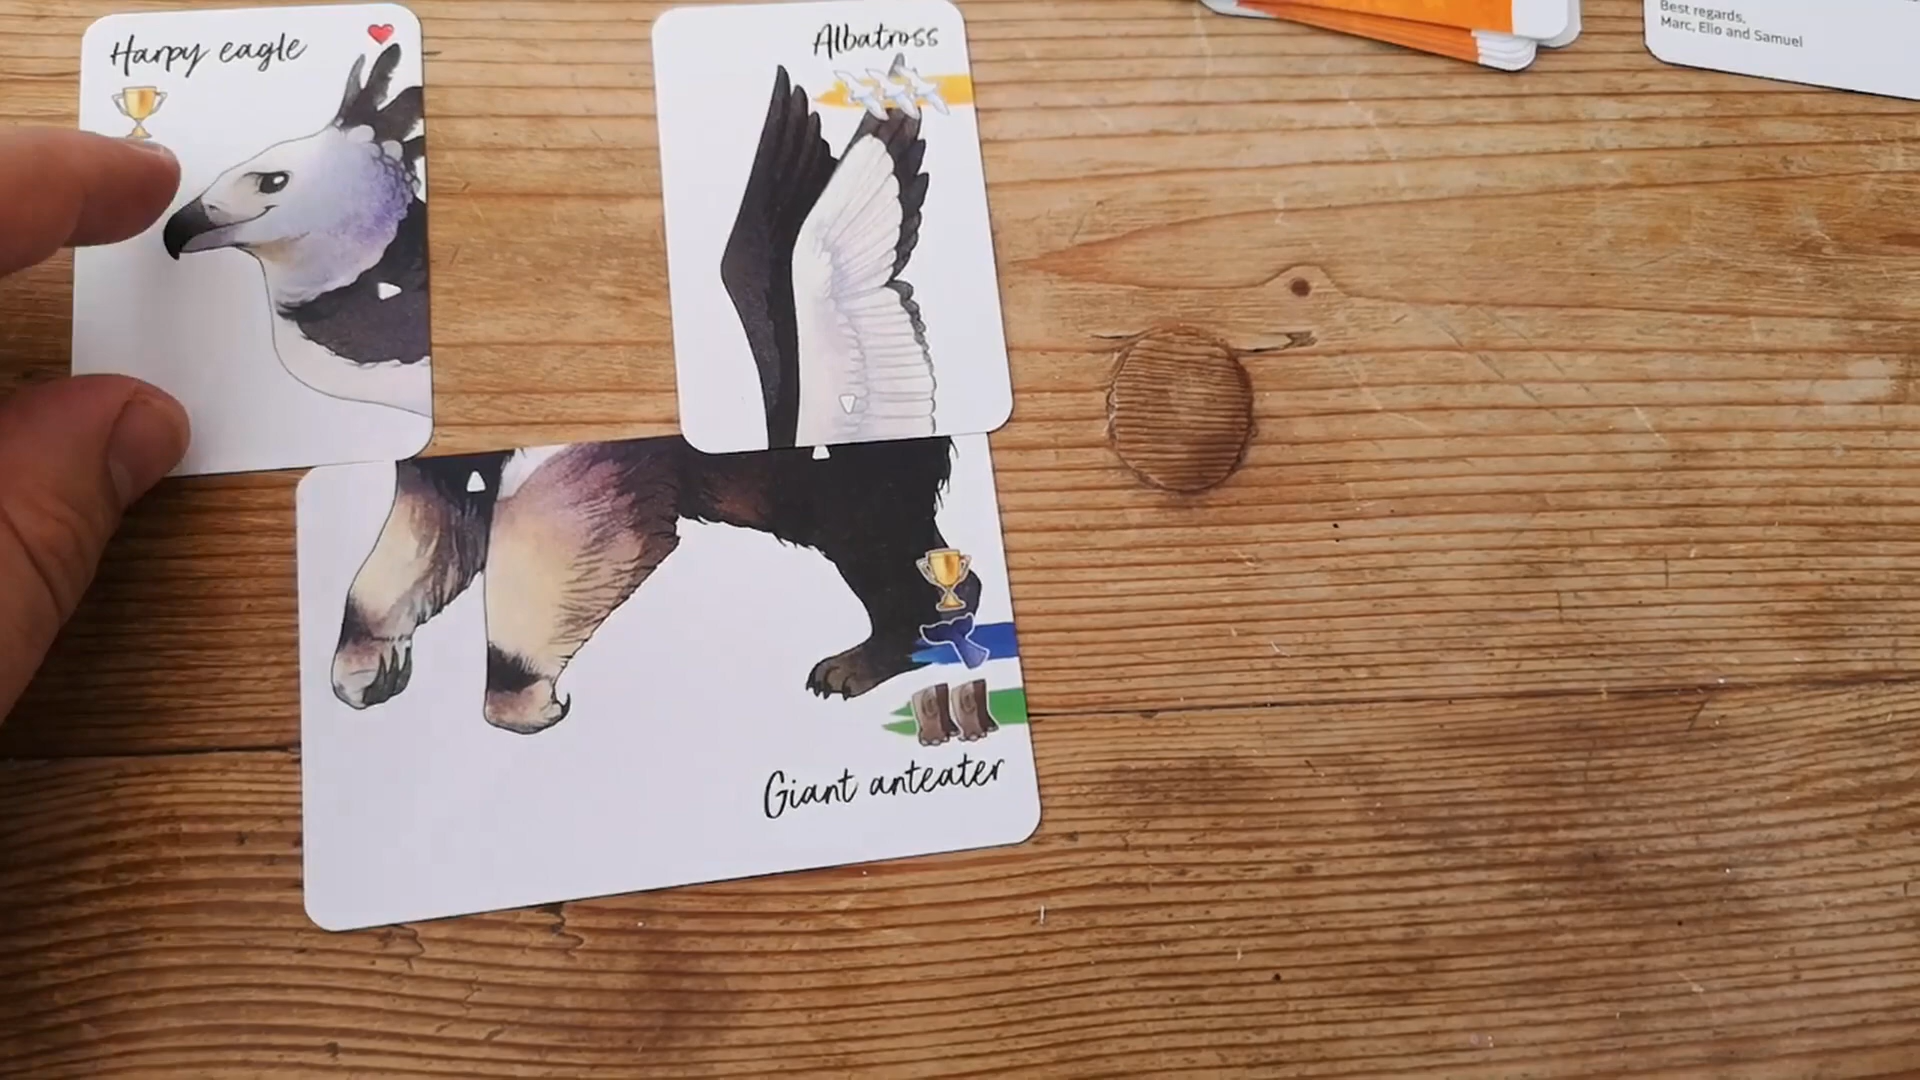 Harpy eagle
Albatross
Best regards,
Marc, Elio and Samuel
Giant anteater